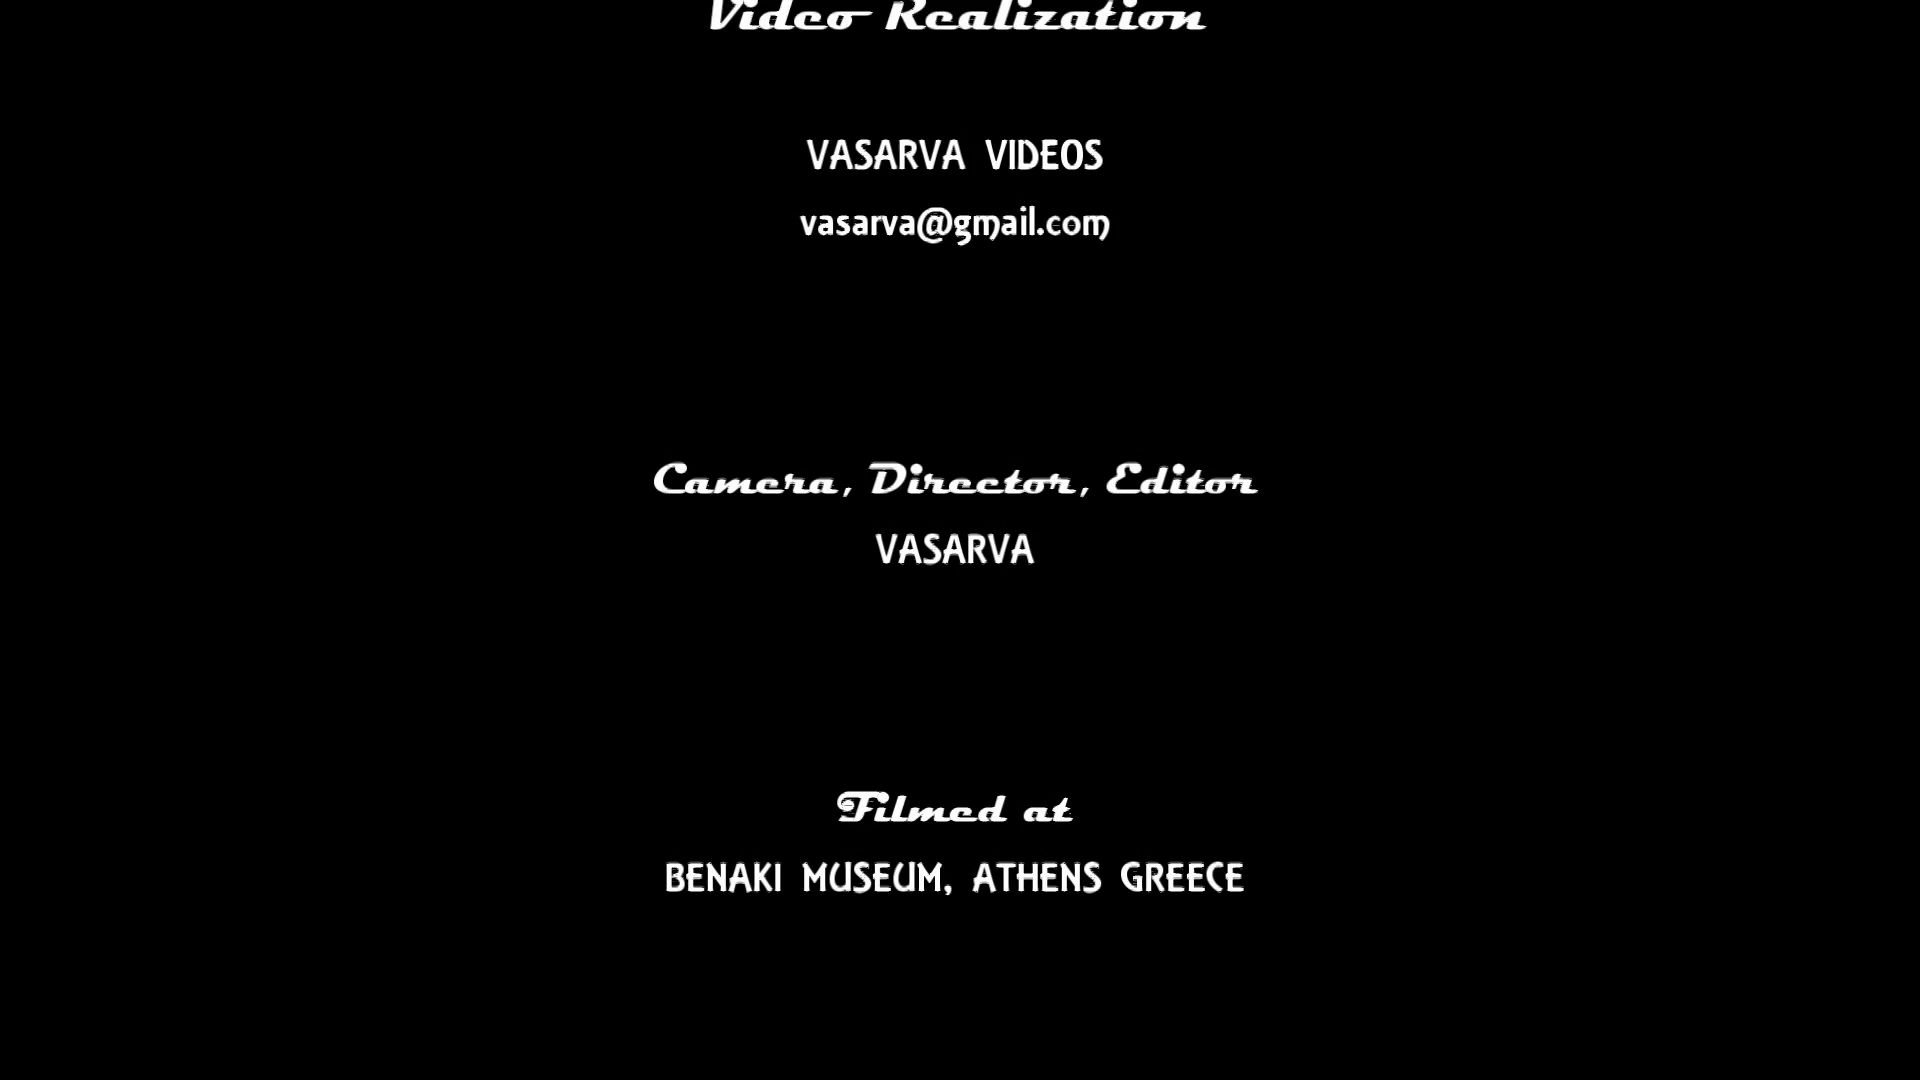 Video Realization
VASARVA VIDEOS
vasarva@gmail.com
Camera, Director, Editor
VASARVA
Filmed at
BENAKI MUSEUM, ATHENS GREECE